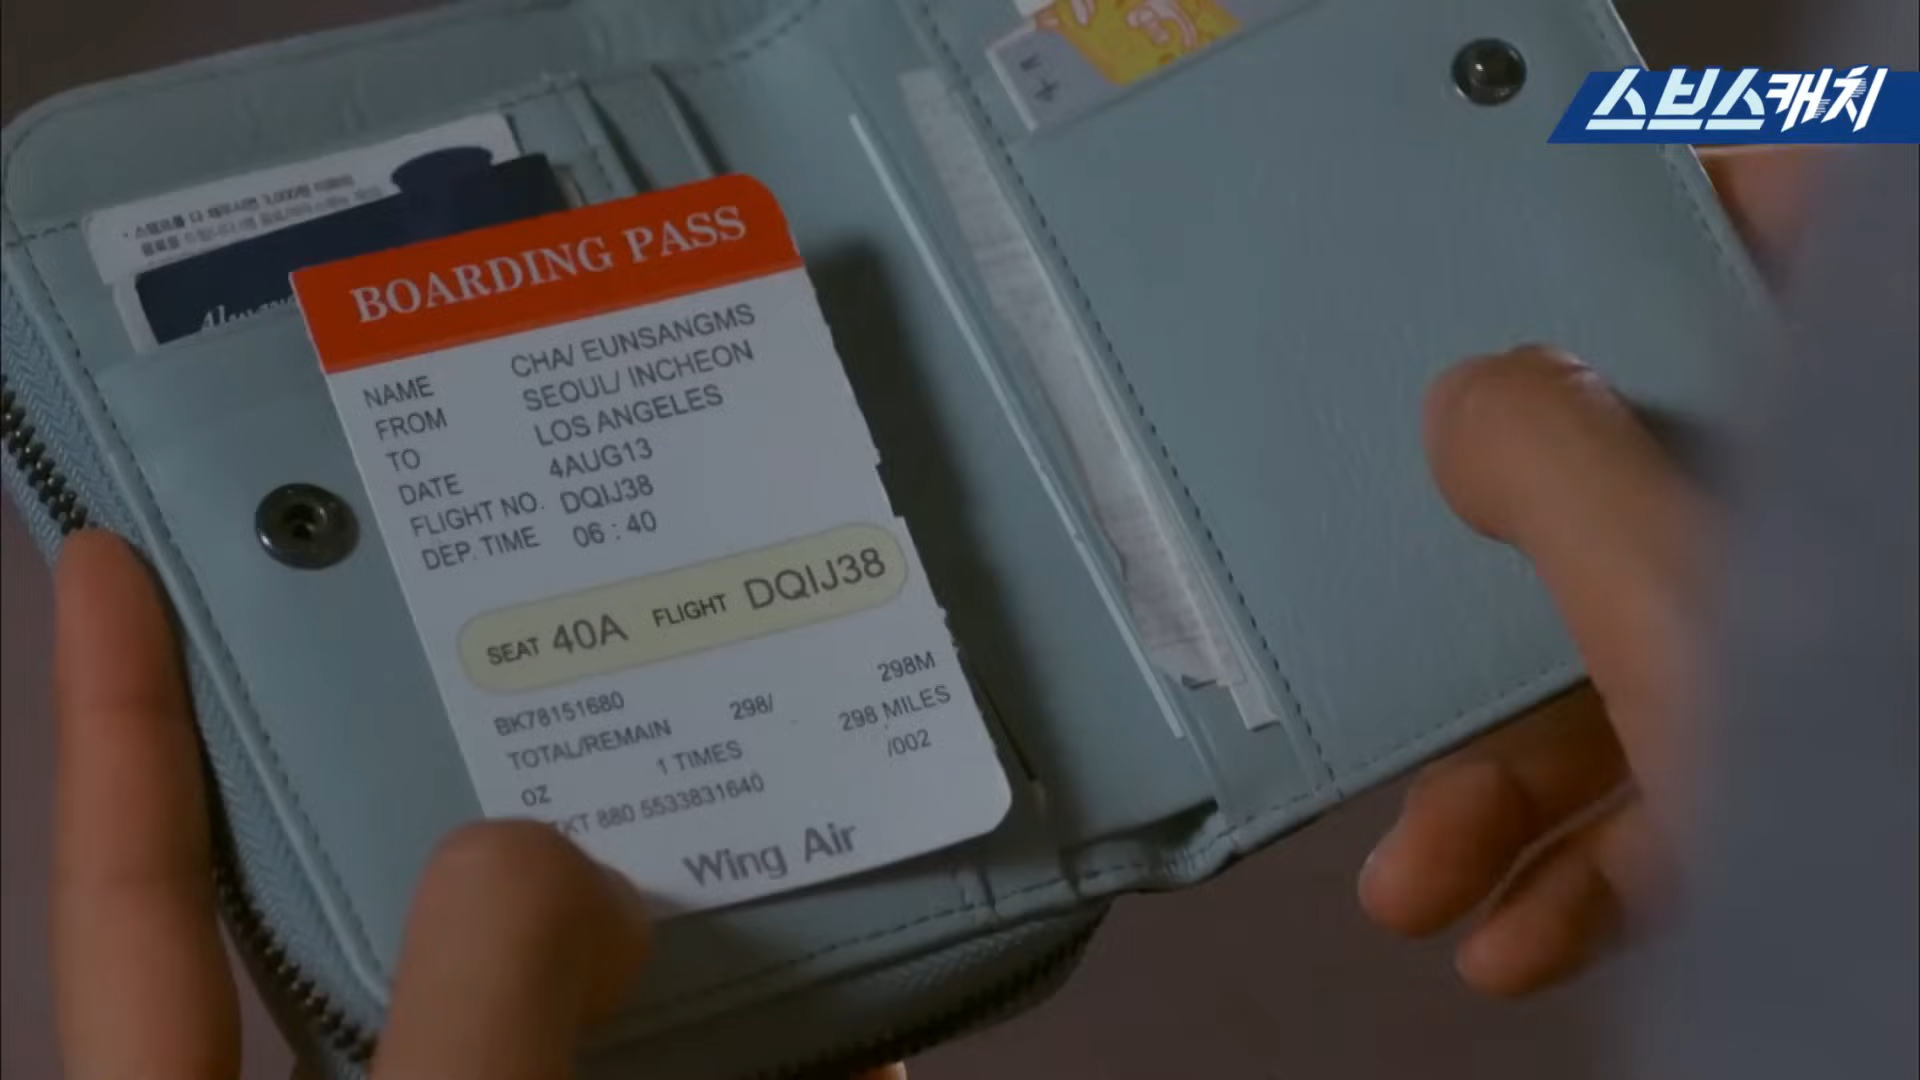 스브스캐치
BOARDING PASS
NAME CHA/ EUNSANGMS
FROM SEOUL/ INCHEON
TO LOS ANGELES
DATE 4AUG13
FLIGHT NO. DQIJ38
DEP. TIME 06 : 40
SEAT 40A FLIGHT DQIJ38
BK78151680 298M
TOTAL/REMAIN 298/ 298 MILES
OZ 1 TIMES /002
TKT 880 5533831640
Wing Air